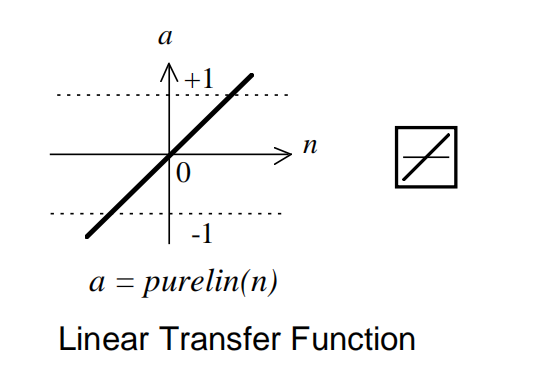 a
+1
n
0
-1
a = purelin(n)
Linear Transfer Function